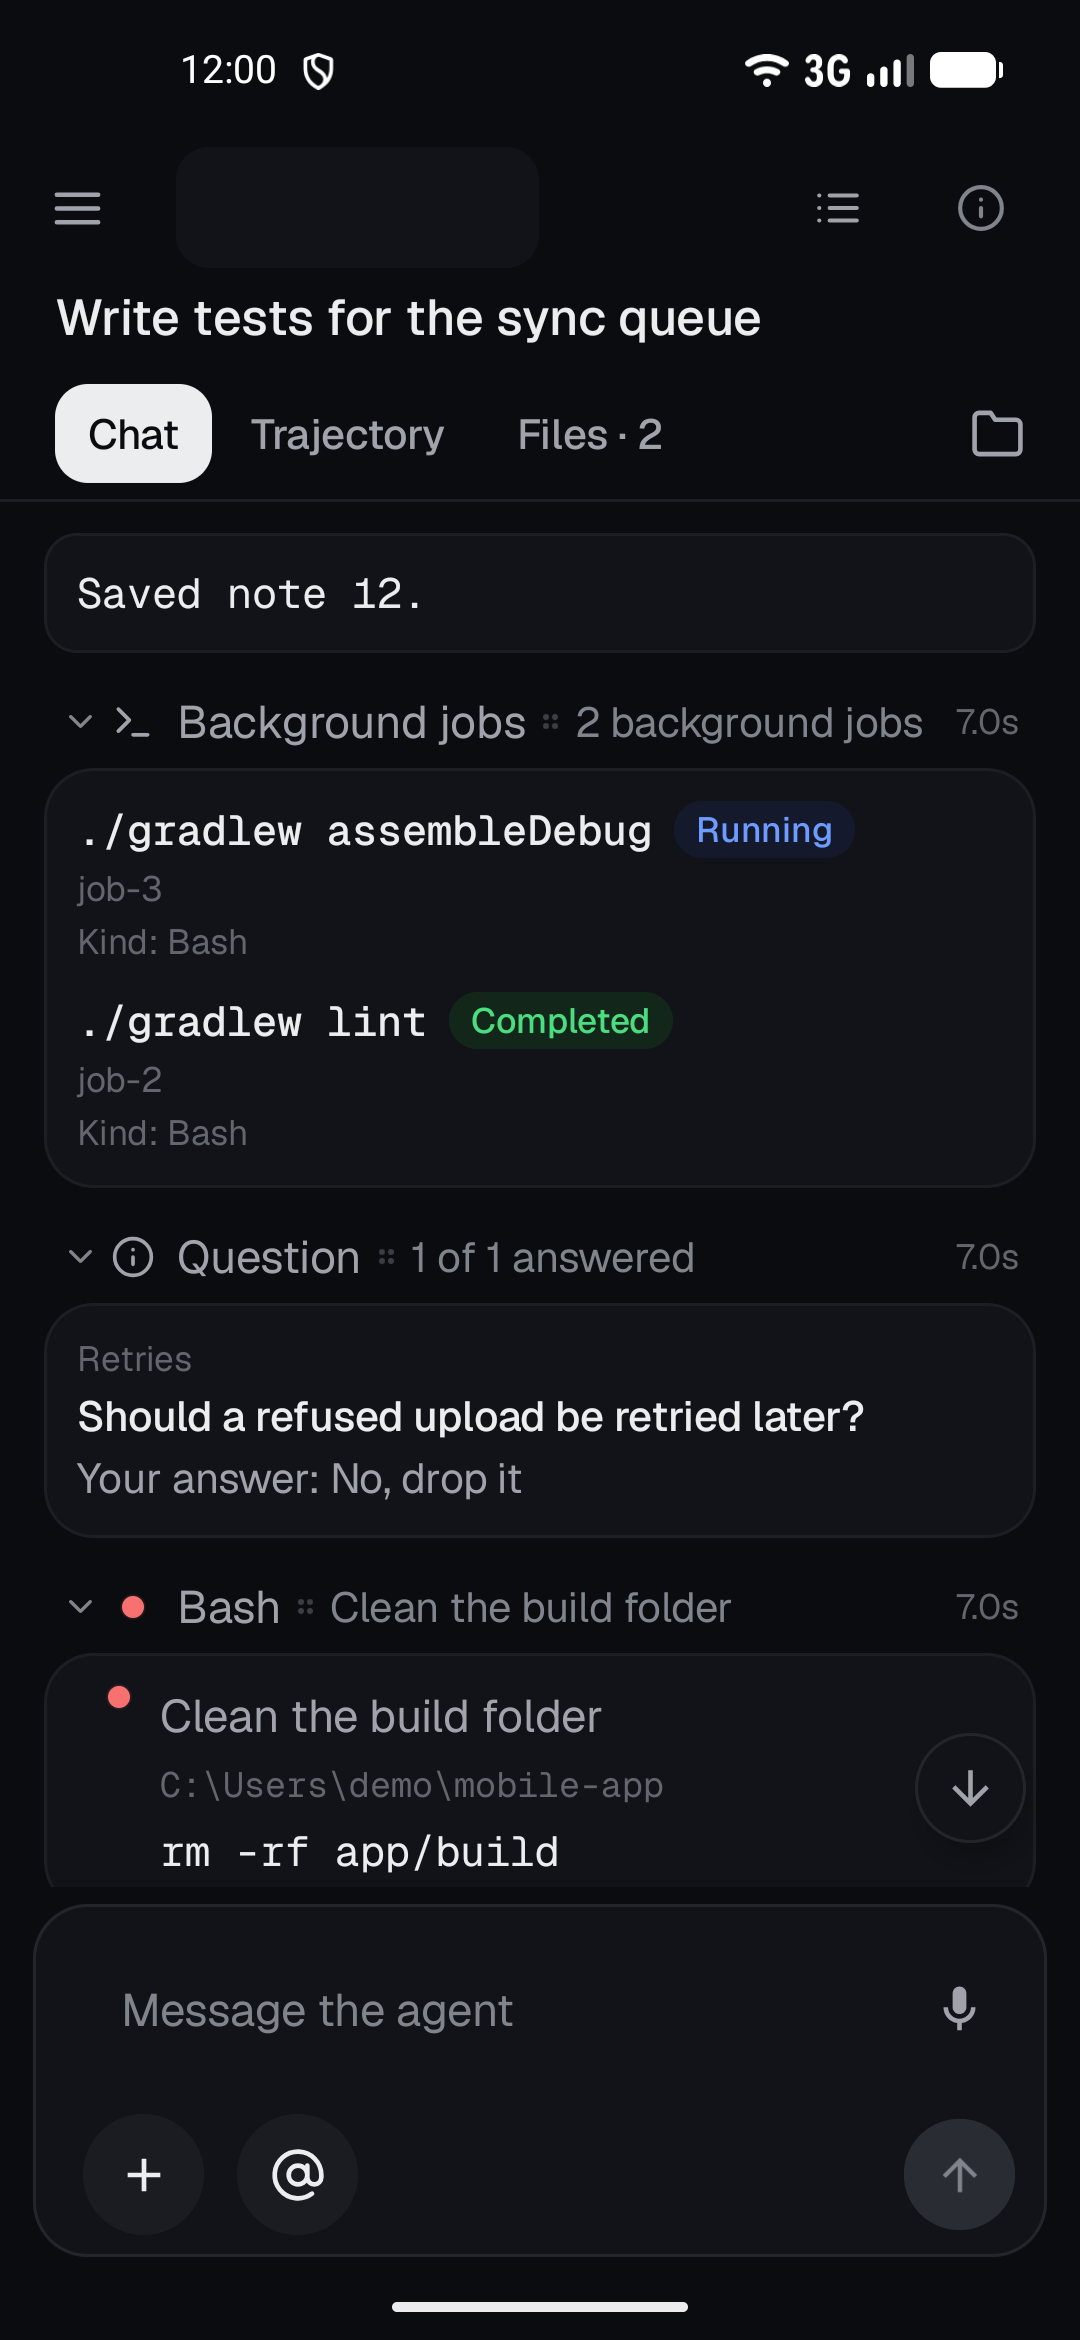 12:00
3G
Write tests for the sync queue
Chat
Trajectory
Files · 2
Saved note 12.
Background jobs 2 background jobs 7.0s
./gradlew assembleDebug Running
job-3
Kind: Bash
./gradlew lint Completed
job-2
Kind: Bash
Question 1 of 1 answered 7.0s
Retries
Should a refused upload be retried later?
Your answer: No, drop it
Bash Clean the build folder 7.0s
Clean the build folder
C:\Users\demo\mobile-app
rm -rf app/build
Message the agent